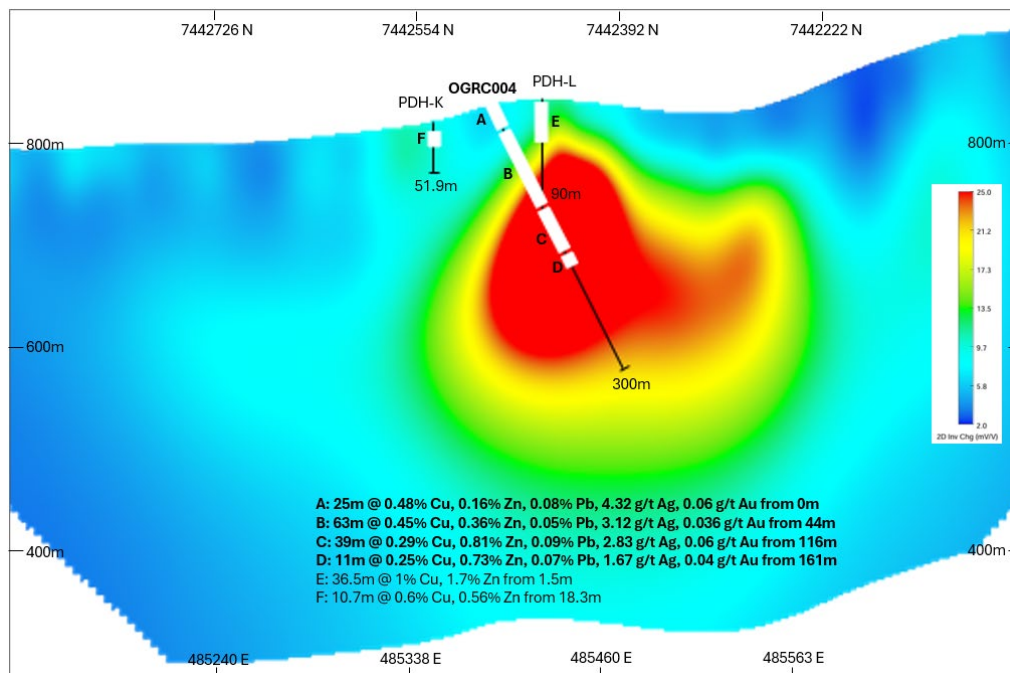 7442726 N
7442554 N
7442392 N
7442222 N
OGRC004
PDH-L
PDH-K
A
E
F
800m
800m
B
51.9m
90m
25.0
C
21.2
D
17.3
13.5
600m
9.7
300m
5.8
2.0
2D Inv Chg (mV/V)
A: 25m @ 0.48% Cu, 0.16% Zn, 0.08% Pb, 4.32 g/t Ag, 0.06 g/t Au from 0m
B: 63m @ 0.45% Cu, 0.36% Zn, 0.05% Pb, 3.12 g/t Ag, 0.036 g/t Au from 44m
C: 39m @ 0.29% Cu, 0.81% Zn, 0.09% Pb, 2.83 g/t Ag, 0.06 g/t Au from 116m
D: 11m @ 0.25% Cu, 0.73% Zn, 0.07% Pb, 1.67 g/t Ag, 0.04 g/t Au from 161m
E: 36.5m @ 1% Cu, 1.7% Zn from 1.5m
F: 10.7m @ 0.6% Cu, 0.56% Zn from 18.3m
400m
400m
485240 E
485338 E
485460 E
485563 E